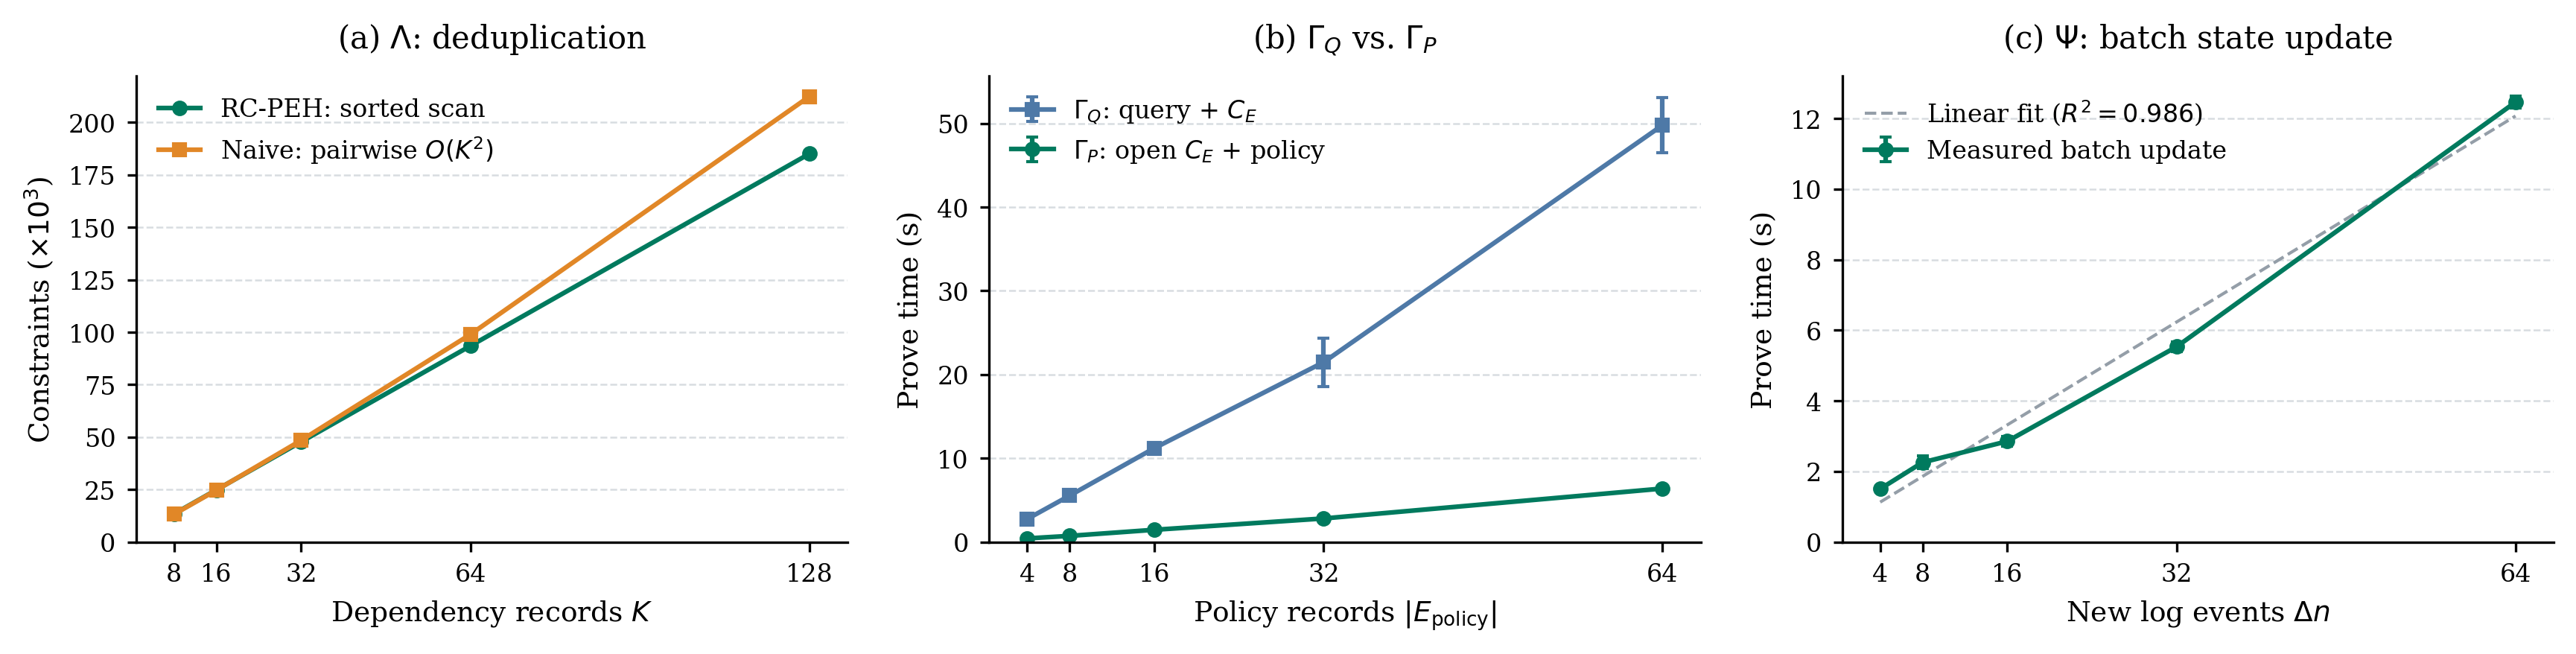 (a) Λ: deduplication
RC-PEH: sorted scan
Naive: pairwise O(K²)
Constraints (×10³)
200
175
150
125
100
75
50
25
0
8 16 32 64 128
Dependency records K
(b) Γ_Q vs. Γ_P
Γ_Q: query + C_E
Γ_P: open C_E + policy
Prove time (s)
50
40
30
20
10
0
4 8 16 32 64
Policy records |E_policy|
(c) Ψ: batch state update
Linear fit (R² = 0.986)
Measured batch update
Prove time (s)
12
10
8
6
4
2
0
4 8 16 32 64
New log events Δn